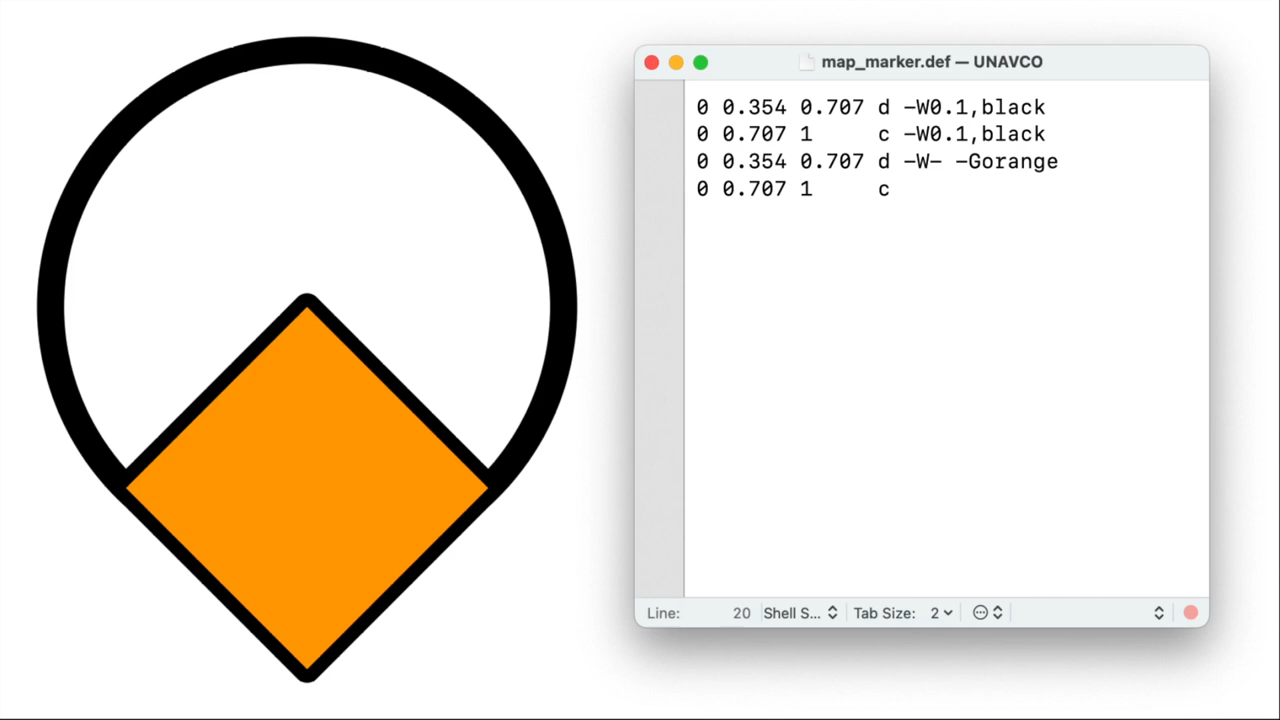 map_marker.def — UNAVCO
0 0.354 0.707 d -W0.1,black
0 0.707 1     c -W0.1,black
0 0.354 0.707 d -W- -Gorange
0 0.707 1     c
Line: 20 Shell S... Tab Size: 2